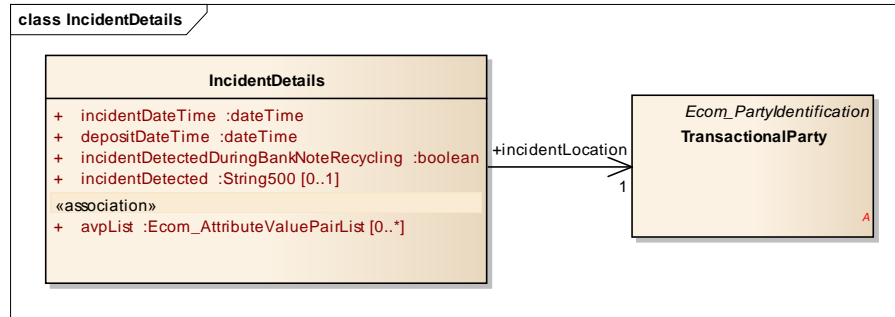 class IncidentDetails
IncidentDetails
+ incidentDateTime :dateTime
+ depositDateTime :dateTime
+ incidentDetectedDuringBankNoteRecycling :boolean
+ incidentDetected :String500 [0..1]
«association»
+ avpList :Ecom_AttributeValuePairList [0..*]
+incidentLocation
1
Ecom_PartyIdentification
TransactionalParty
A